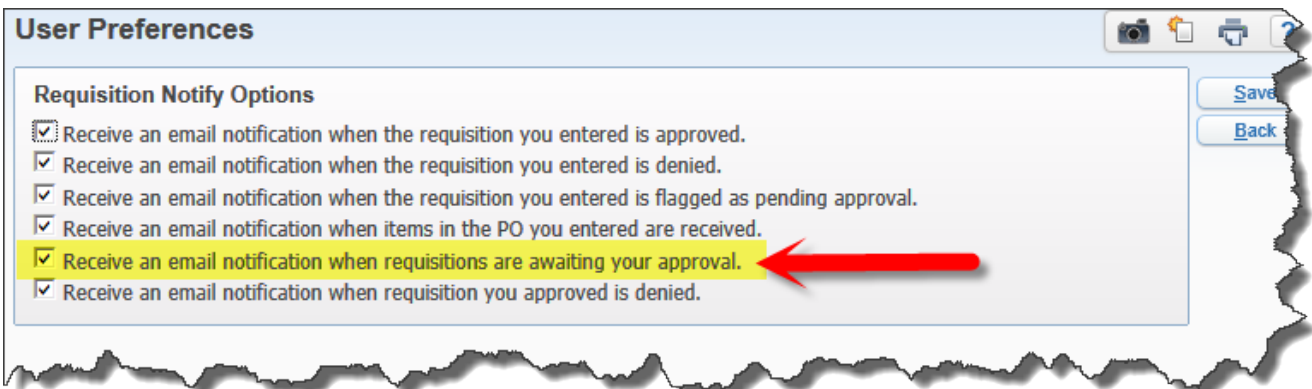 User Preferences
?
Requisition Notify Options
Save
Receive an email notification when the requisition you entered is approved.
Back
Receive an email notification when the requisition you entered is denied.
Receive an email notification when the requisition you entered is flagged as pending approval.
Receive an email notification when items in the PO you entered are received.
Receive an email notification when requisitions are awaiting your approval.
Receive an email notification when requisition you approved is denied.